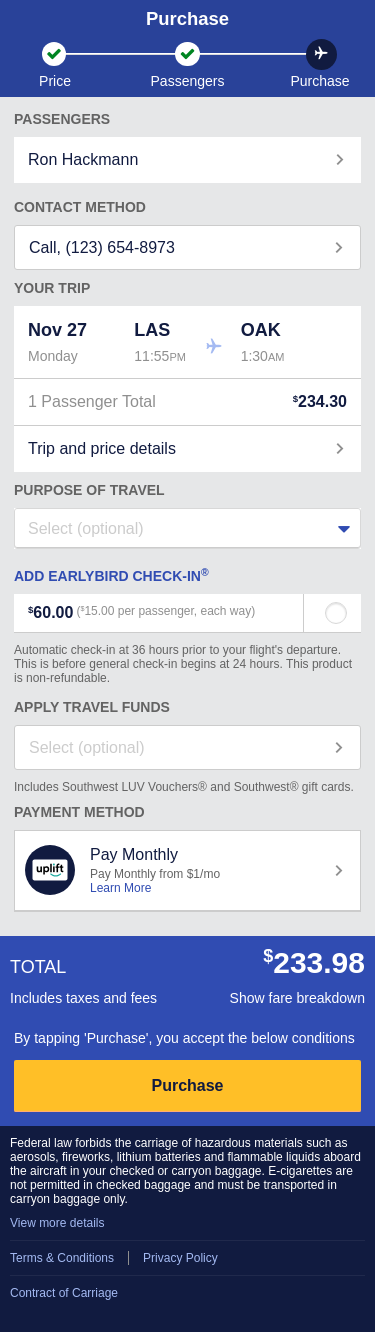 Purchase
Price
Passengers
Purchase
PASSENGERS
Ron Hackmann
CONTACT METHOD
Call, (123) 654-8973
YOUR TRIP
Nov 27 LAS OAK
Monday 11:55PM 1:30AM
1 Passenger Total $234.30
Trip and price details
PURPOSE OF TRAVEL
Select (optional)
ADD EARLYBIRD CHECK-IN®
$60.00 ($15.00 per passenger, each way)
Automatic check-in at 36 hours prior to your flight's departure.
This is before general check-in begins at 24 hours. This product
is non-refundable.
APPLY TRAVEL FUNDS
Select (optional)
Includes Southwest LUV Vouchers® and Southwest® gift cards.
PAYMENT METHOD
uplift
Pay Monthly
Pay Monthly from $1/mo
Learn More
TOTAL $233.98
Includes taxes and fees Show fare breakdown
By tapping 'Purchase', you accept the below conditions
Purchase
Federal law forbids the carriage of hazardous materials such as
aerosols, fireworks, lithium batteries and flammable liquids aboard
the aircraft in your checked or carryon baggage. E-cigarettes are
not permitted in checked baggage and must be transported in
carryon baggage only.
View more details
Terms & Conditions Privacy Policy
Contract of Carriage